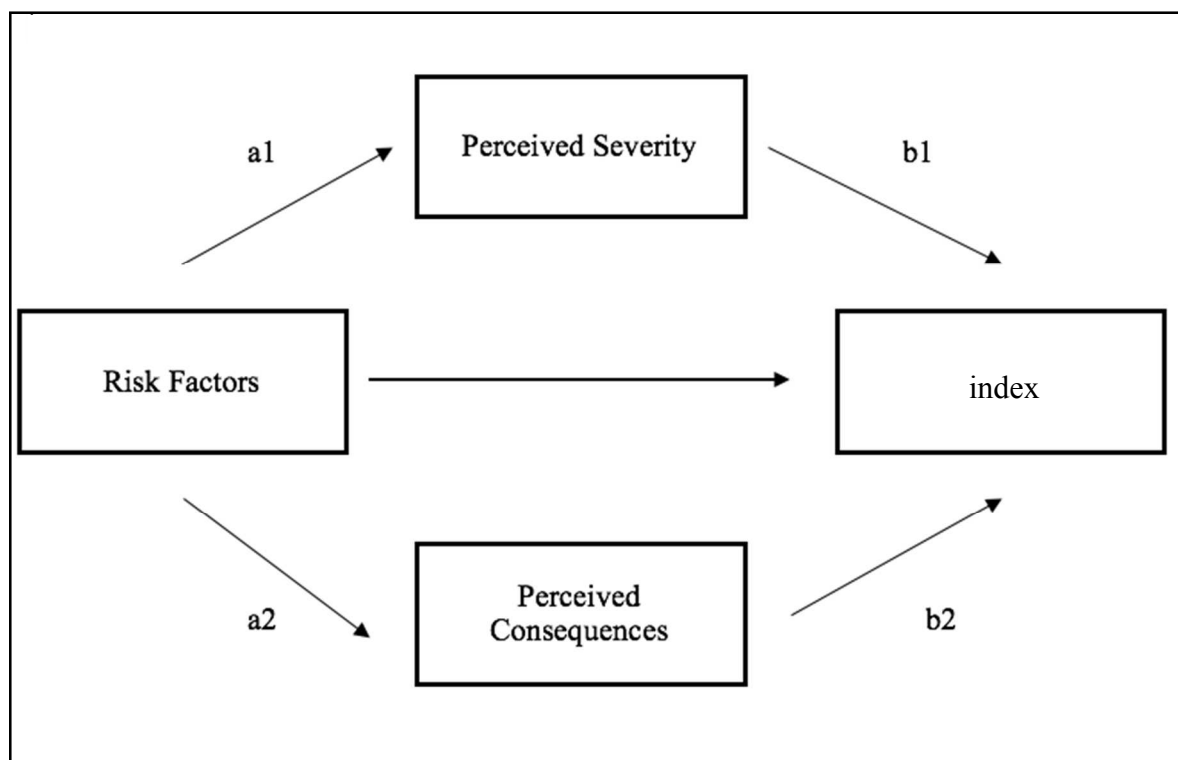 Perceived Severity
a1
b1
Risk Factors
index
a2
Perceived
Consequences
b2